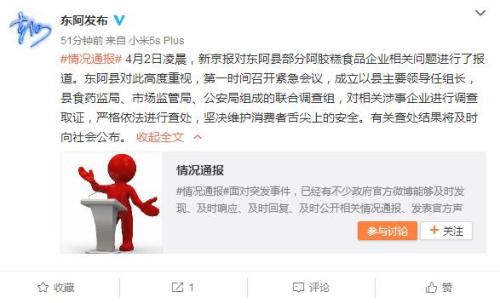 东阿发布
51分钟前 来自 小米5s Plus
#情况通报# 4月2日凌晨，新京报对东阿县部分阿胶糕食品企业相关问题进行了报
道。东阿县对此高度重视，第一时间召开紧急会议，成立以县主要领导任组长，
县食药监局、市场监管局、公安局组成的联合调查组，对相关涉事企业进行调查
取证，严格依法进行查处，坚决维护消费者舌尖上的安全。有关查处结果将及时
向社会公布。 收起全文
情况通报
#情况通报#面对突发事件，已经有不少政府官方微博能够及时发
现、及时响应、及时回复、及时公开相关情况通报、发表官方声
参与讨论 + 关注
收藏 1 评论 赞